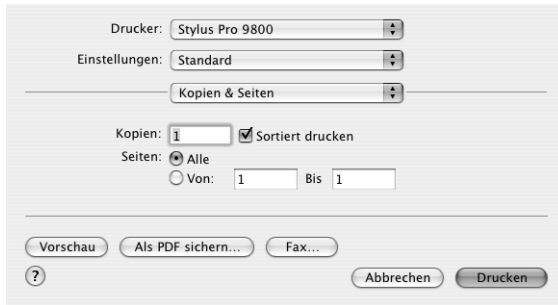 Drucker: Stylus Pro 9800
Einstellungen: Standard
Kopien & Seiten
Kopien: 1 Sortiert drucken
Seiten: Alle
Von: 1 Bis 1
Vorschau Als PDF sichern... Fax...
? Abbrechen Drucken